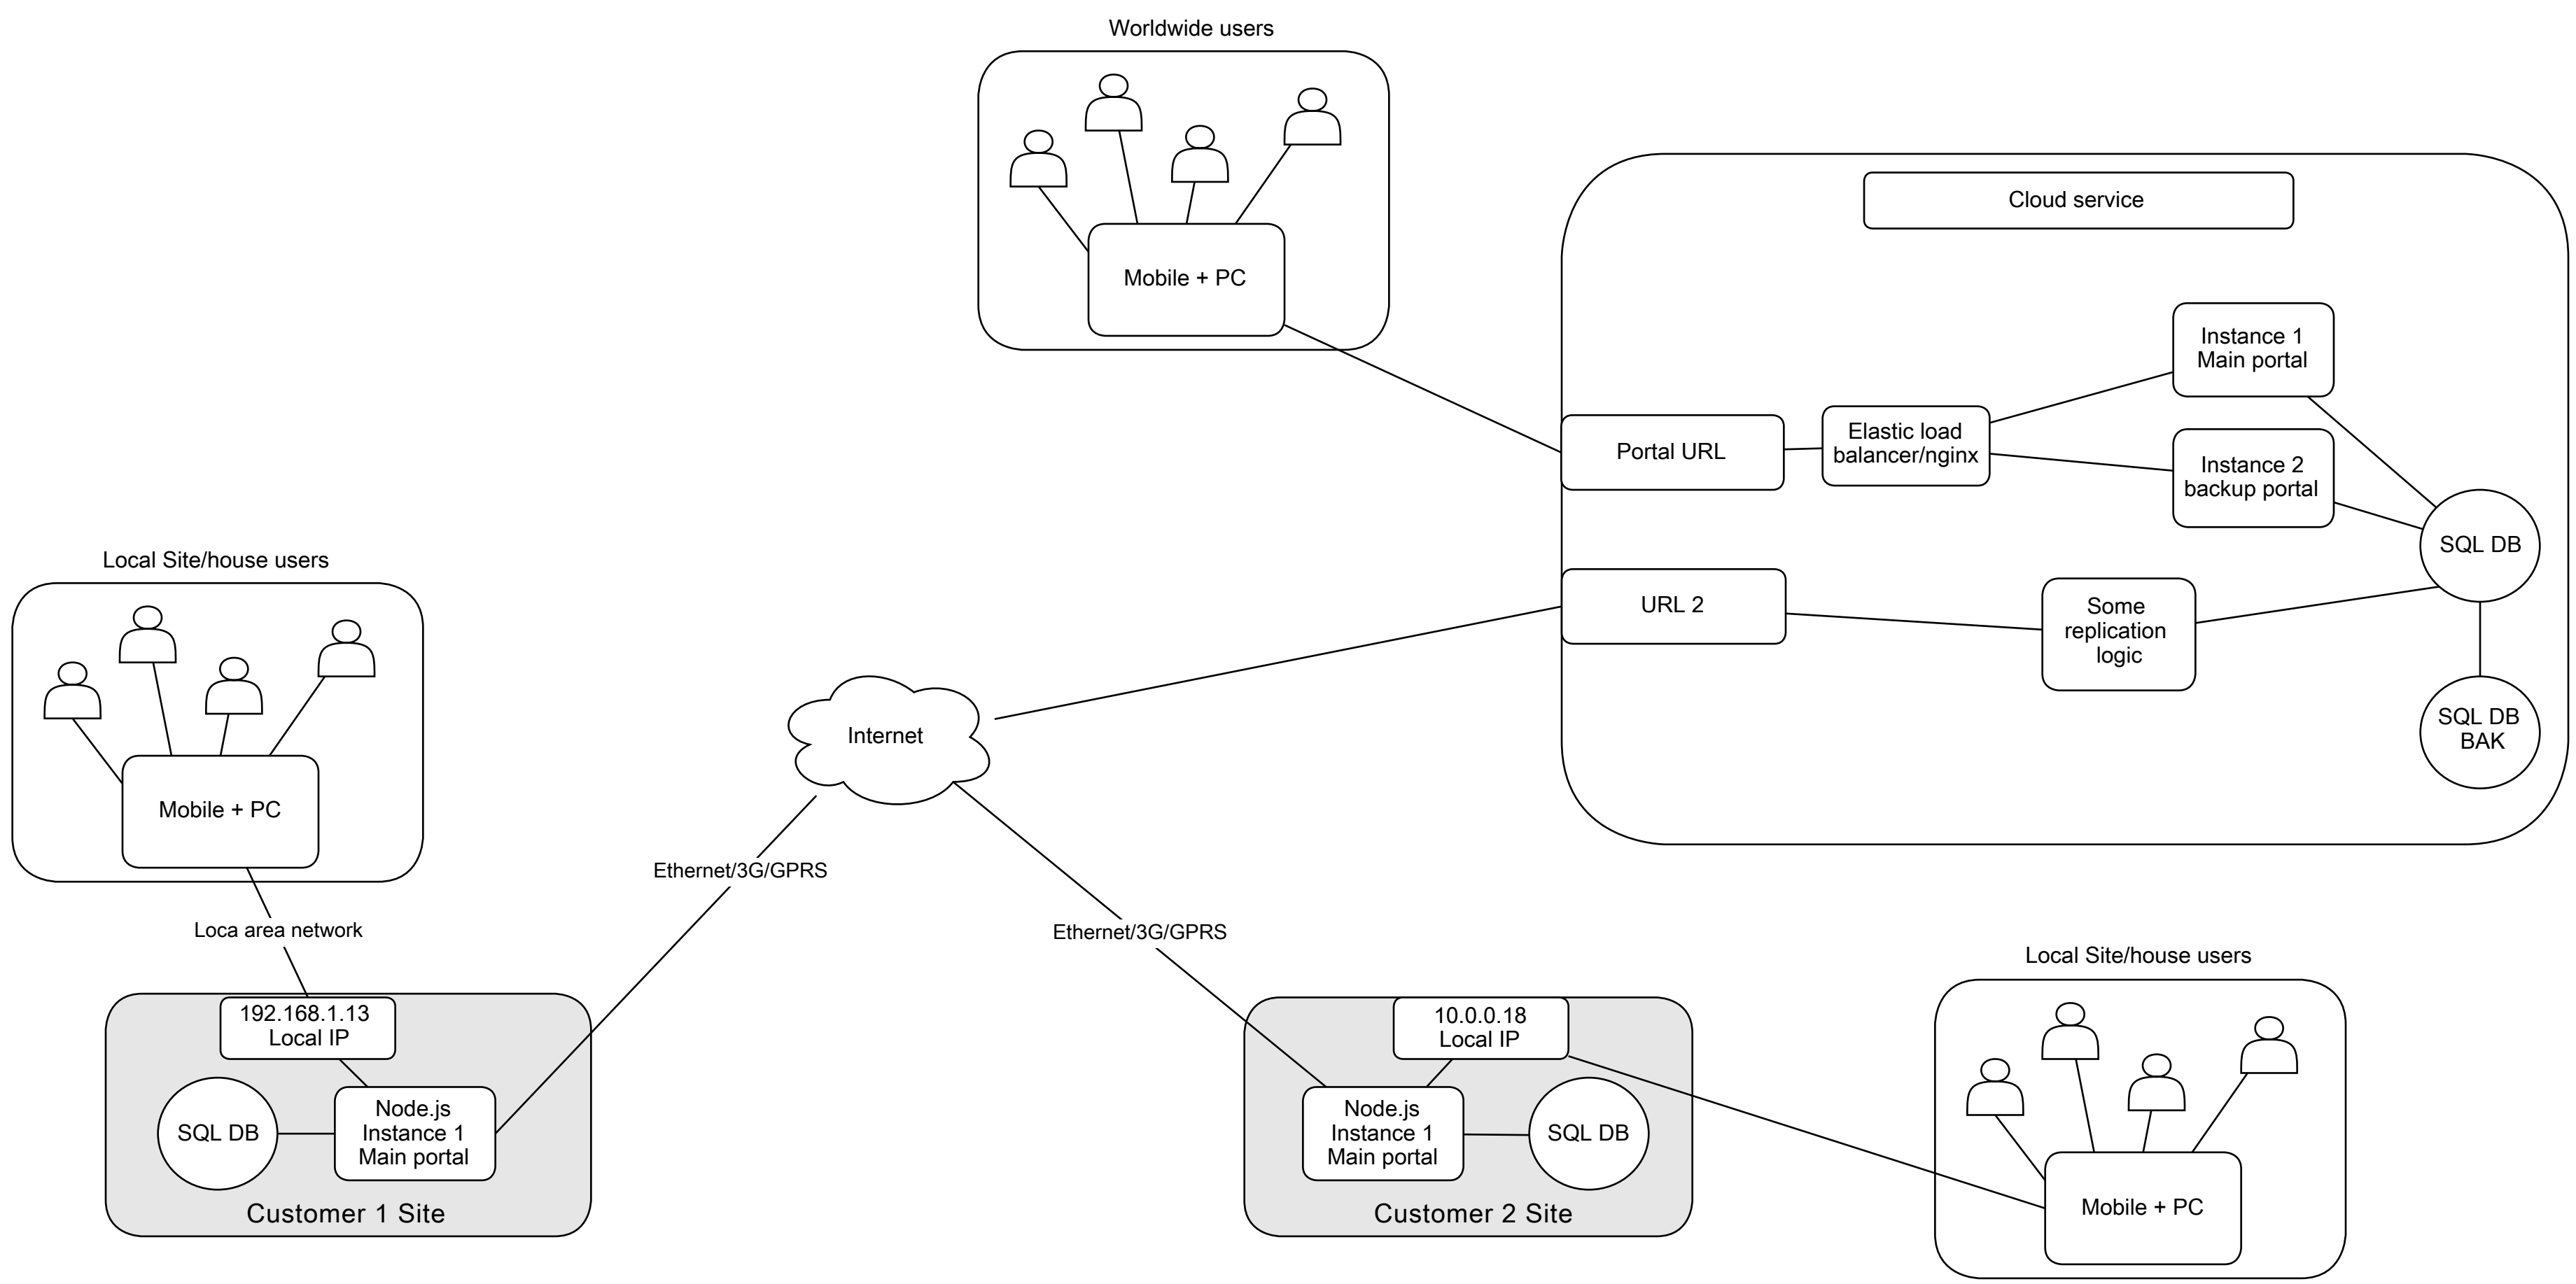 Worldwide users
Mobile + PC
Cloud service
Instance 1
Main portal
Portal URL
Elastic load
balancer/nginx
Instance 2
backup portal
SQL DB
URL 2
Some
replication
logic
SQL DB
BAK
Local Site/house users
Mobile + PC
Internet
Ethernet/3G/GPRS
Loca area network
Ethernet/3G/GPRS
192.168.1.13
Local IP
SQL DB
Node.js
Instance 1
Main portal
Customer 1 Site
10.0.0.18
Local IP
Node.js
Instance 1
Main portal
SQL DB
Customer 2 Site
Local Site/house users
Mobile + PC